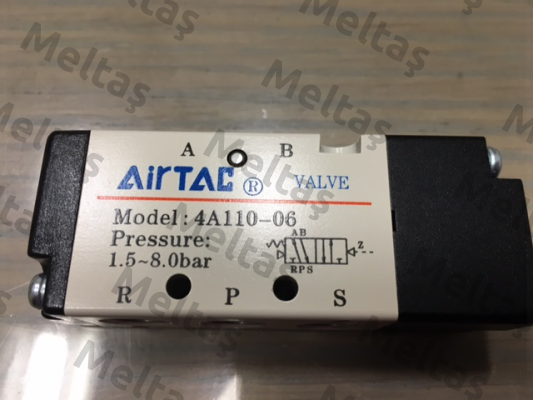 A B
AirTAC ® VALVE
Model: 4A110-06
Pressure:
1.5~8.0bar
AB
Z
RPS
R P S
Meltaş
Meltaş
Meltaş
Meltaş
Meltaş
Meltaş
Meltaş